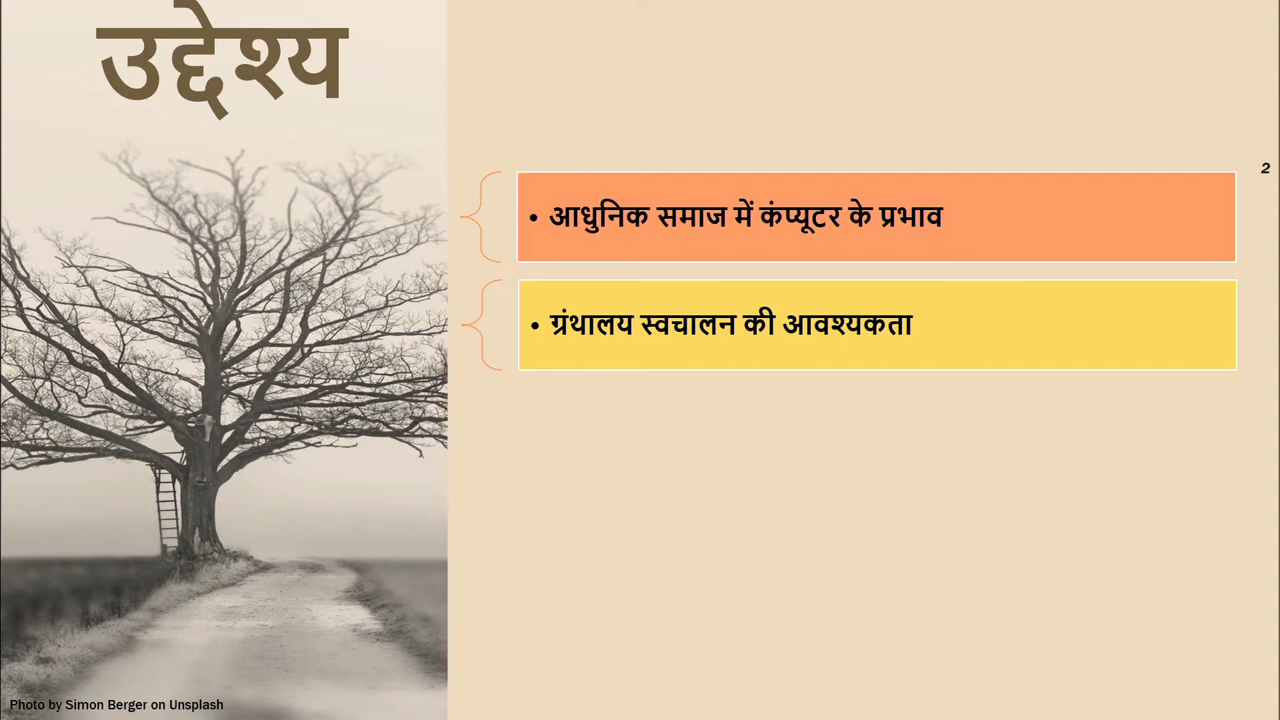 उद्देश्य
2
• आधुनिक समाज में कंप्यूटर के प्रभाव
• ग्रंथालय स्वचालन की आवश्यकता
Photo by Simon Berger on Unsplash